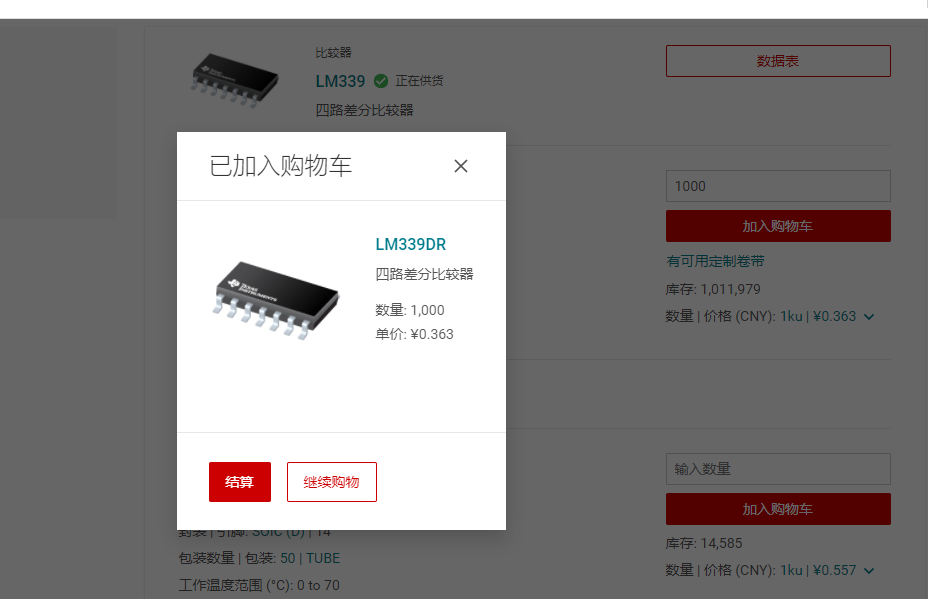 比较器
LM339 正在供货
四路差分比较器
数据表
已加入购物车
LM339DR
四路差分比较器
数量: 1,000
单价: ¥0.363
TEXAS INSTRUMENTS
结算
继续购物
1000
加入购物车
有可用定制卷带
库存: 1,011,979
数量 | 价格 (CNY): 1ku | ¥0.363
封装 | 引脚: SOIC (D) | 14
包装数量 | 包装: 50 | TUBE
工作温度范围 (°C): 0 to 70
输入数量
加入购物车
库存: 14,585
数量 | 价格 (CNY): 1ku | ¥0.557